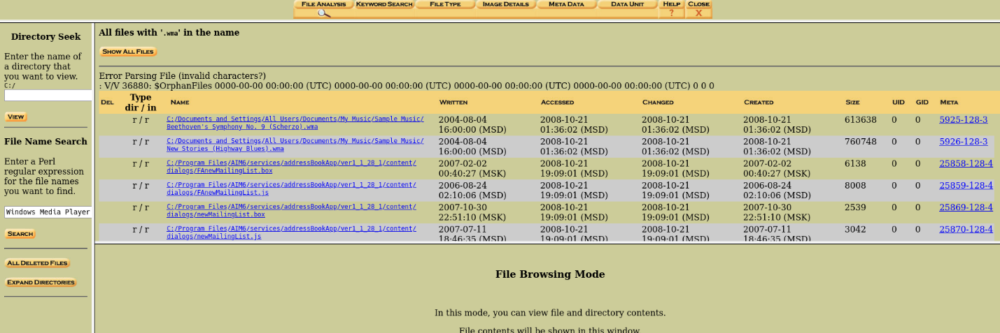 FILE ANALYSIS KEYWORD SEARCH FILE TYPE IMAGE DETAILS META DATA DATA UNIT HELP CLOSE
? X
Directory Seek
Enter the name of
a directory that
you want to view.
C:/
VIEW
File Name Search
Enter a Perl
regular expression
for the file names
you want to find.
Windows Media Player
SEARCH
ALL DELETED FILES
EXPAND DIRECTORIES
All files with '.wma' in the name
SHOW ALL FILES
Error Parsing File (invalid characters?)
: V/V 36880: $OrphanFiles 0000-00-00 00:00:00 (UTC) 0000-00-00 00:00:00 (UTC) 0000-00-00 00:00:00 (UTC) 0000-00-00 00:00:00 (UTC) 0 0 0
DEL Type dir / in NAME WRITTEN ACCESSED CHANGED CREATED SIZE UID GID META
r / r C:/Documents and Settings/All Users/Documents/My Music/Sample Music/ 2004-08-04 2008-10-21 2008-10-21 2008-10-21 613638 0 0 5925-128-3
Beethoven's Symphony No. 9 (Scherzo).wma 16:00:00 (MSD) 01:36:02 (MSD) 01:36:02 (MSD) 01:36:02 (MSD)
r / r C:/Documents and Settings/All Users/Documents/My Music/Sample Music/ 2004-08-04 2008-10-21 2008-10-21 2008-10-21 760748 0 0 5926-128-3
New Stories (Highway Blues).wma 16:00:00 (MSD) 01:36:02 (MSD) 01:36:02 (MSD) 01:36:02 (MSD)
r / r C:/Program Files/AIM6/services/addressBookApp/ver1_1_28_1/content/ 2007-02-02 2008-10-21 2008-10-21 2007-02-02 6138 0 0 25858-128-4
dialogs/FAnewMailingList.box 00:40:27 (MSK) 19:09:01 (MSD) 19:09:01 (MSD) 00:40:27 (MSK)
r / r C:/Program Files/AIM6/services/addressBookApp/ver1_1_28_1/content/ 2006-08-24 2008-10-21 2008-10-21 2006-08-24 8008 0 0 25859-128-4
dialogs/FAnewMailingList.js 02:10:06 (MSD) 19:09:01 (MSD) 19:09:01 (MSD) 02:10:06 (MSD)
r / r C:/Program Files/AIM6/services/addressBookApp/ver1_1_28_1/content/ 2007-10-30 2008-10-21 2008-10-21 2007-10-30 2539 0 0 25869-128-4
dialogs/newMailingList.box 22:51:10 (MSK) 19:09:01 (MSD) 19:09:01 (MSD) 22:51:10 (MSK)
r / r C:/Program Files/AIM6/services/addressBookApp/ver1_1_28_1/content/ 2007-07-11 2008-10-21 2008-10-21 2007-07-11 3042 0 0 25870-128-4
dialogs/newMailingList.js 18:46:35 (MSD) 19:09:01 (MSD) 19:09:01 (MSD) 18:46:35 (MSD)
File Browsing Mode
In this mode, you can view file and directory contents.
File contents will be shown in this window.